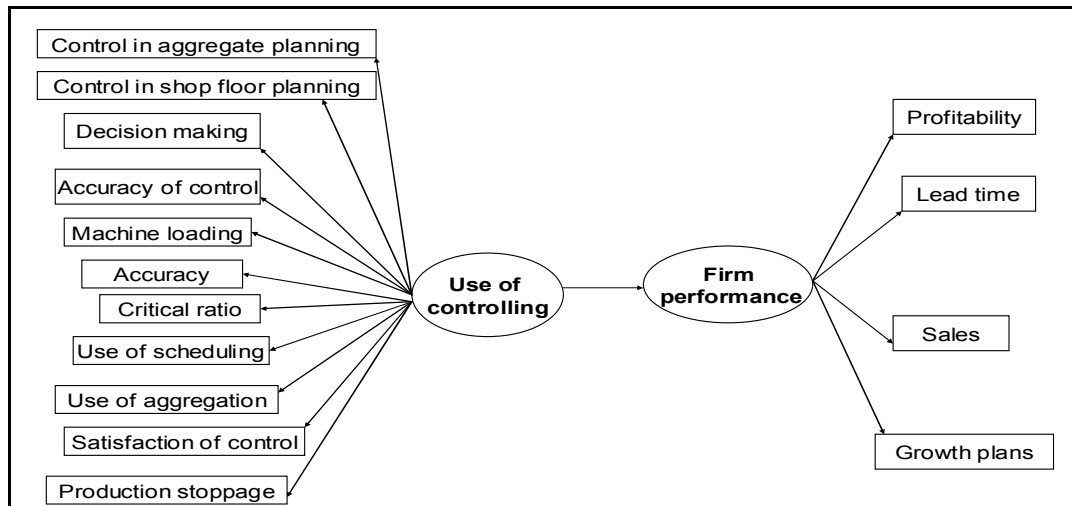 Control in aggregate planning
Control in shop floor planning
Decision making
Accuracy of control
Machine loading
Accuracy
Critical ratio
Use of scheduling
Use of aggregation
Satisfaction of control
Production stoppage
Use of
controlling
Firm
performance
Profitability
Lead time
Sales
Growth plans